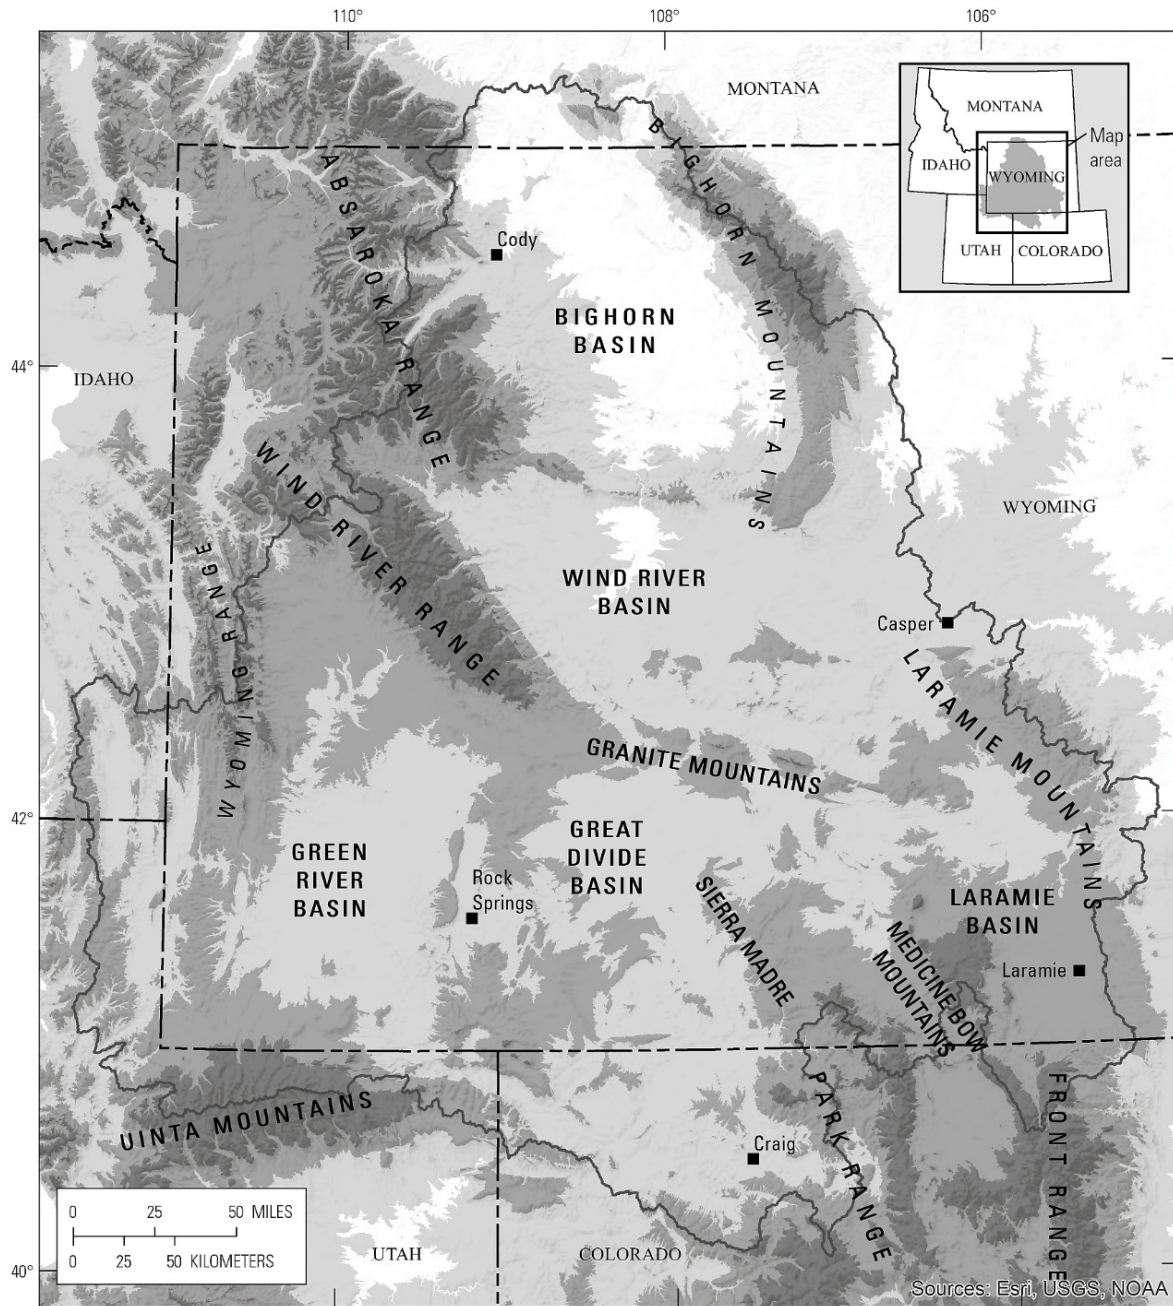 110°
108°
106°
MONTANA
MONTANA
IDAHO
WYOMING
UTAH
COLORADO
Map
area
ABSAROKA RANGE
BIGHORN MOUNTAINS
Cody
BIGHORN
BASIN
44°
IDAHO
WIND RIVER RANGE
WYOMING
WYOMING RANGE
WIND RIVER
BASIN
Casper
LARAMIE MOUNTAINS
GRANITE MOUNTAINS
42°
GREEN
RIVER
BASIN
GREAT
DIVIDE
BASIN
Rock
Springs
SIERRA MADRE
LARAMIE
BASIN
MEDICINE BOW
MOUNTAINS
Laramie
UINTA MOUNTAINS
PARK RANGE
FRONT RANGE
Craig
0 25 50 MILES
0 25 50 KILOMETERS
UTAH
COLORADO
40°
Sources: Esri, USGS, NOAA